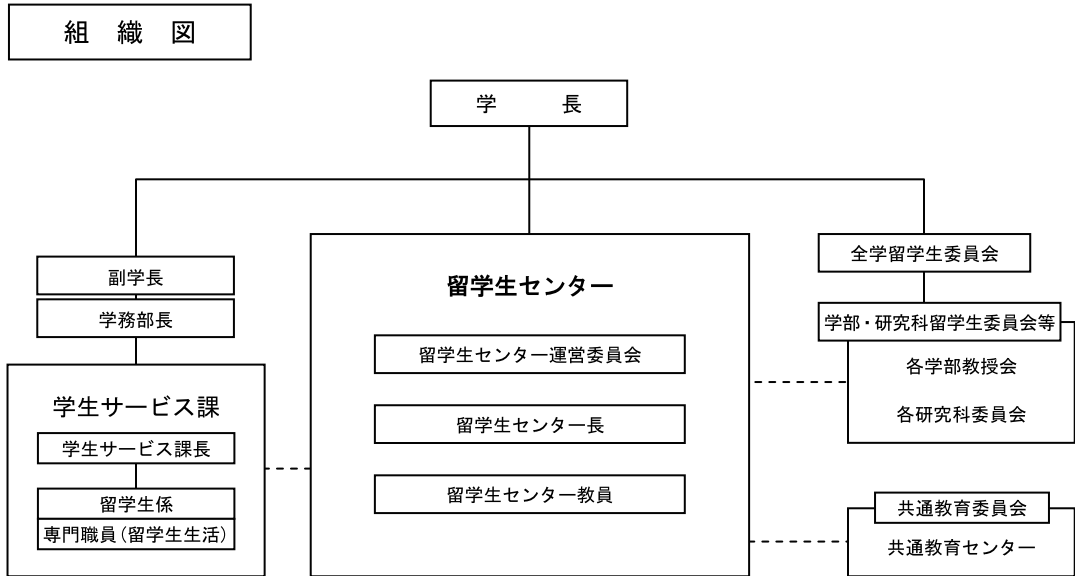 組織図
学長
副学長
学務部長
学生サービス課
学生サービス課長
留学生係
専門職員(留学生生活)
留学生センター
留学生センター運営委員会
留学生センター長
留学生センター教員
全学留学生委員会
学部・研究科留学生委員会等
各学部教授会
各研究科委員会
共通教育委員会
共通教育センター